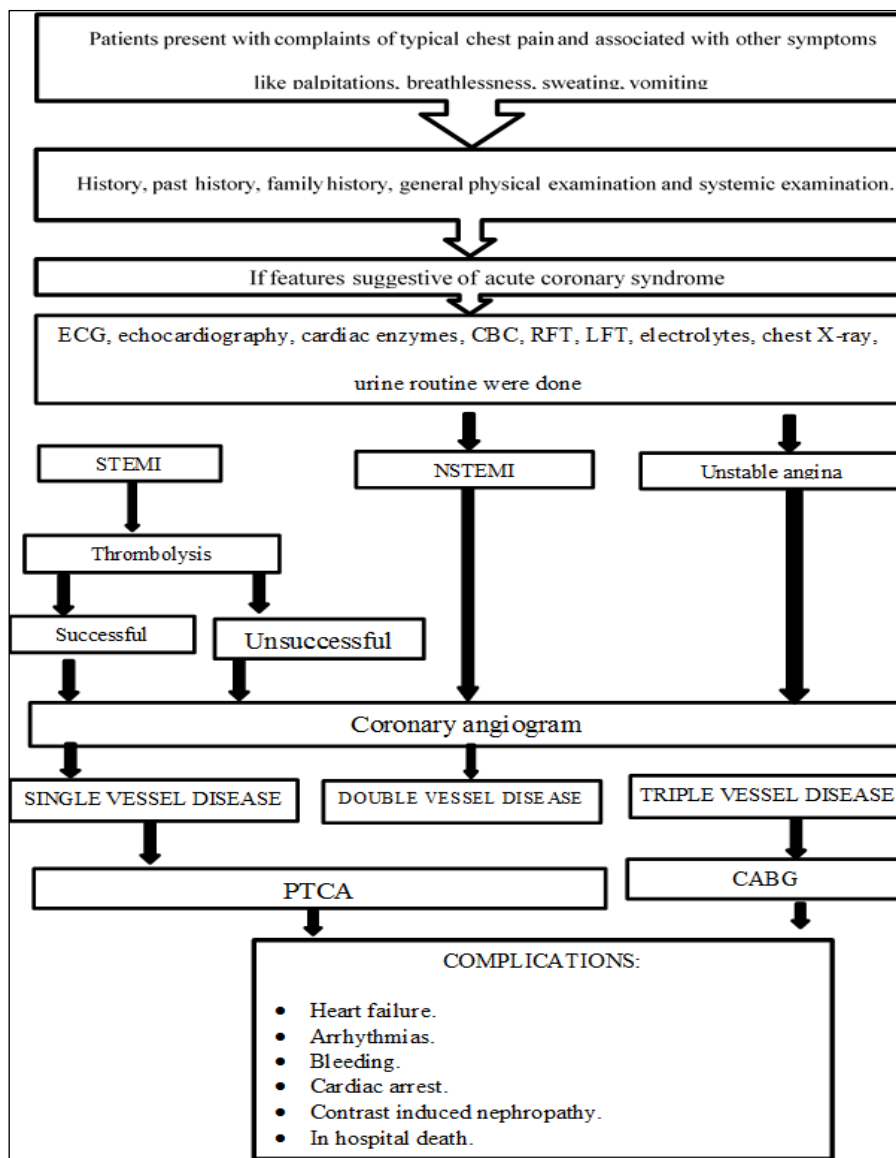 Patients present with complaints of typical chest pain and associated with other symptoms
like palpitations, breathlessness, sweating, vomiting
History, past history, family history, general physical examination and systemic examination.
If features suggestive of acute coronary syndrome
ECG, echocardiography, cardiac enzymes, CBC, RFT, LFT, electrolytes, chest X-ray,
urine routine were done
STEMI
NSTEMI
Unstable angina
Thrombolysis
Successful
Unsuccessful
Coronary angiogram
SINGLE VESSEL DISEASE
DOUBLE VESSEL DISEASE
TRIPLE VESSEL DISEASE
PTCA
CABG
COMPLICATIONS:
• Heart failure.
• Arrhythmias.
• Bleeding.
• Cardiac arrest.
• Contrast induced nephropathy.
• In hospital death.